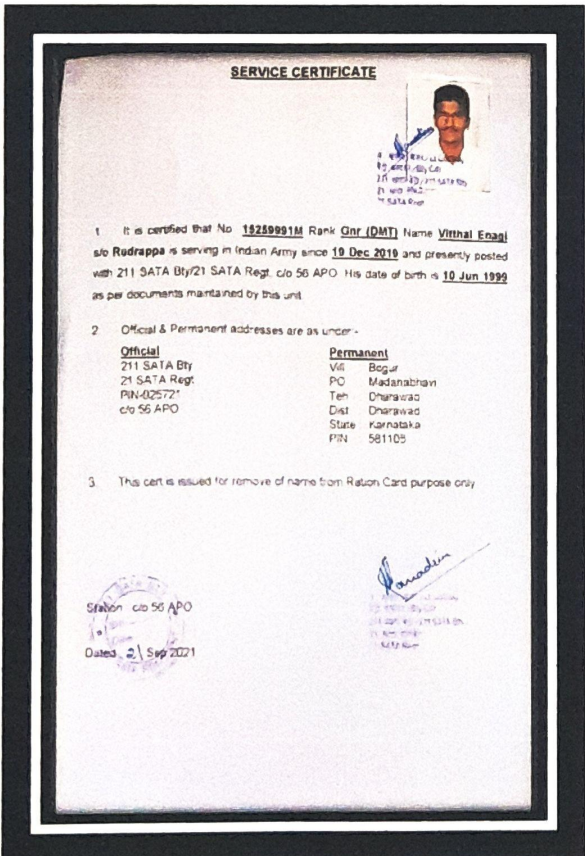 SERVICE CERTIFICATE
1 It is certified that No 15259991M Rank Gnr (DMT) Name Vitthal Enagi
s/o Rudrappa is serving in Indian Army since 19 Dec 2019 and presently posted
with 211 SATA Bty/21 SATA Regt. c/o 56 APO. His date of birth is 10 Jun 1999
as per documents maintained by this unit
2 Official & Permanent addresses are as under:-
Official
211 SATA Bty
21 SATA Regt.
PIN-925721
c/o 56 APO
Permanent
Vill Bogur
PO Madanabhavi
Teh Dharawad
Dist Dharawad
State Karnataka
PIN 581105
3. This cert is issued for remove of name from Ration Card purpose only
Station c/o 56 APO
Dated 21 Sep 2021